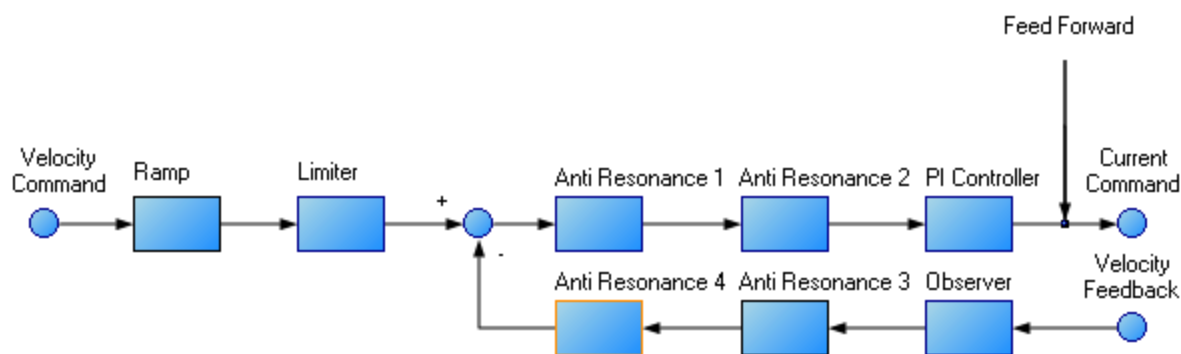 Feed Forward
Velocity
Command
Ramp
Limiter
Anti Resonance 1
Anti Resonance 2
PI Controller
Current
Command
+
-
Anti Resonance 4
Anti Resonance 3
Observer
Velocity
Feedback